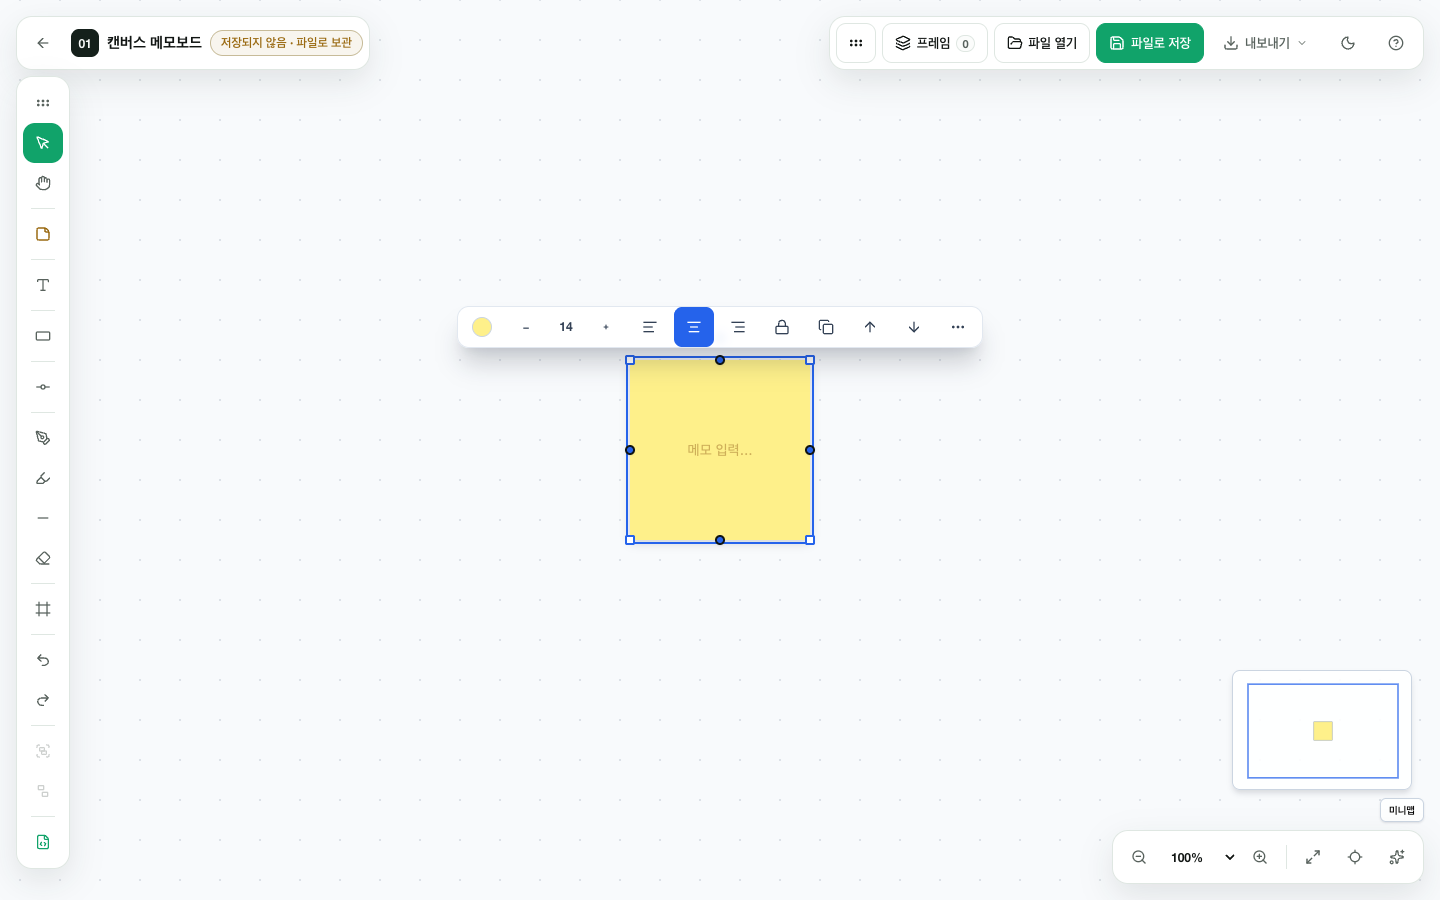 01 캔버스 메모보드 저장되지 않음 · 파일로 보관
프레임 0 파일 열기 파일로 저장 내보내기
– 14 +
메모 입력...
미니맵
100%